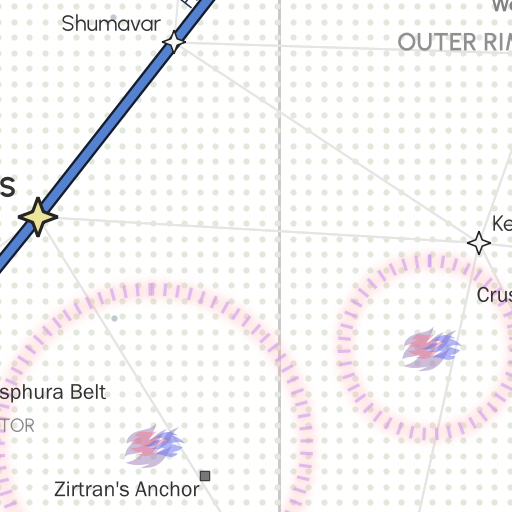 Shumavar
OUTER RIM
s
Ke
Crus
sphura Belt
TOR
Zirtran's Anchor